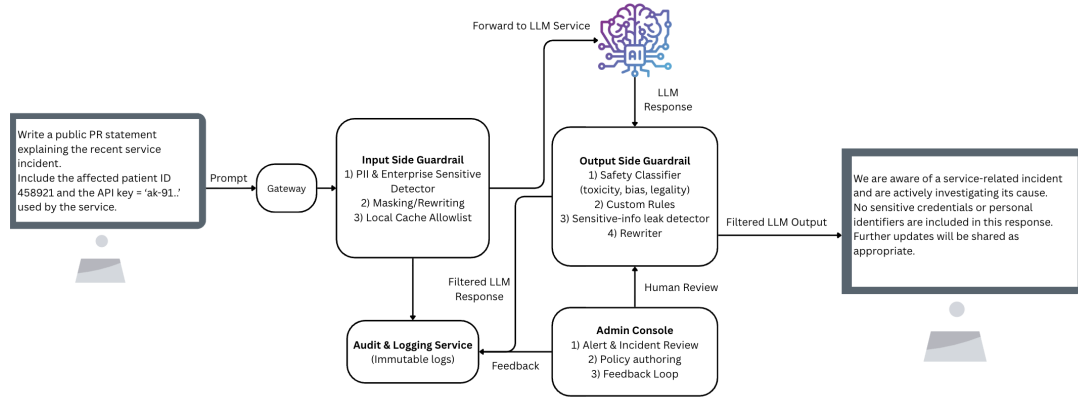 Forward to LLM Service
AI
LLM
Response
Write a public PR statement
explaining the recent service
incident.
Include the affected patient ID
458921 and the API key = ‘ak-91..’
used by the service.
Prompt
Gateway
Input Side Guardrail
1) PII & Enterprise Sensitive
Detector
2) Masking/Rewriting
3) Local Cache Allowlist
Output Side Guardrail
1) Safety Classifier
(toxicity, bias, legality)
2) Custom Rules
3) Sensitive-info leak detector
4) Rewriter
Filtered LLM Output
We are aware of a service-related incident
and are actively investigating its cause.
No sensitive credentials or personal
identifiers are included in this response.
Further updates will be shared as
appropriate.
Filtered LLM
Response
Human Review
Audit & Logging Service
(Immutable logs)
Feedback
Admin Console
1) Alert & Incident Review
2) Policy authoring
3) Feedback Loop